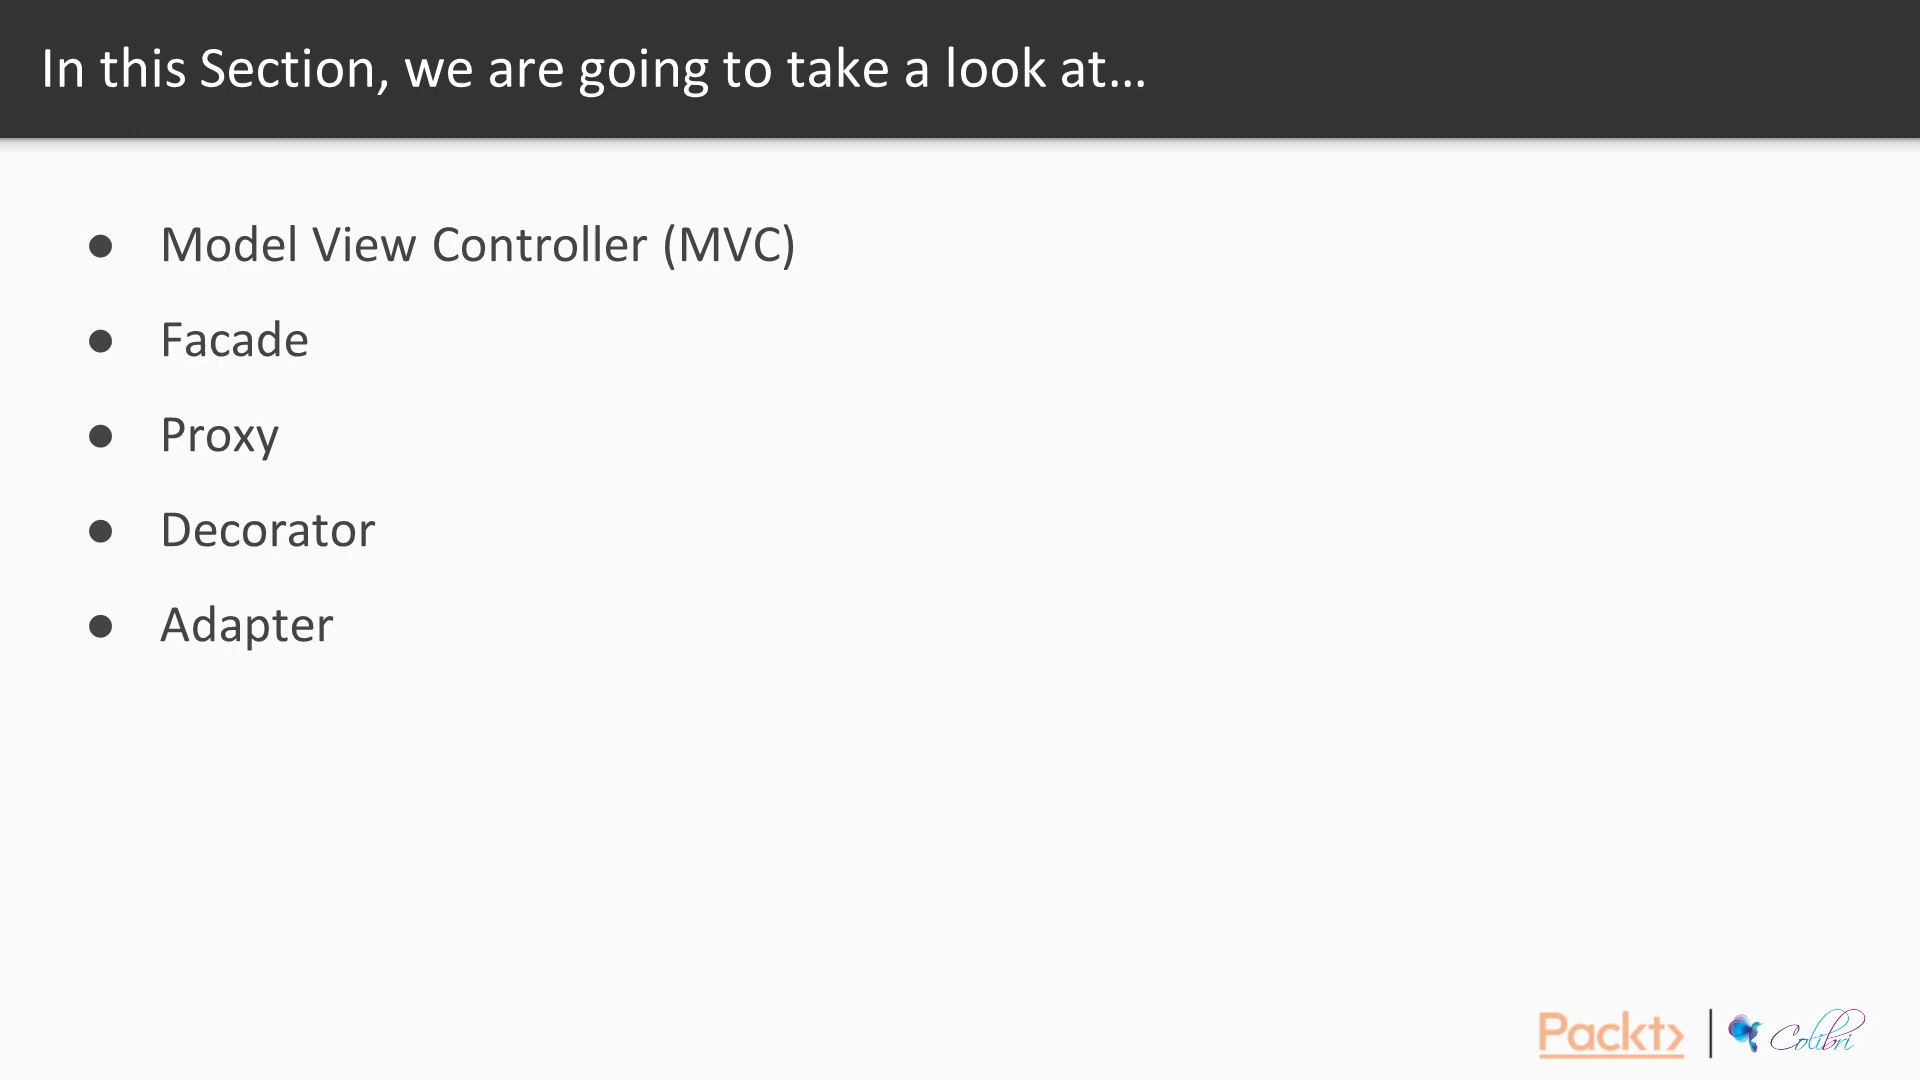 In this Section, we are going to take a look at...
● Model View Controller (MVC)
● Facade
● Proxy
● Decorator
● Adapter
Packt> | Colibri